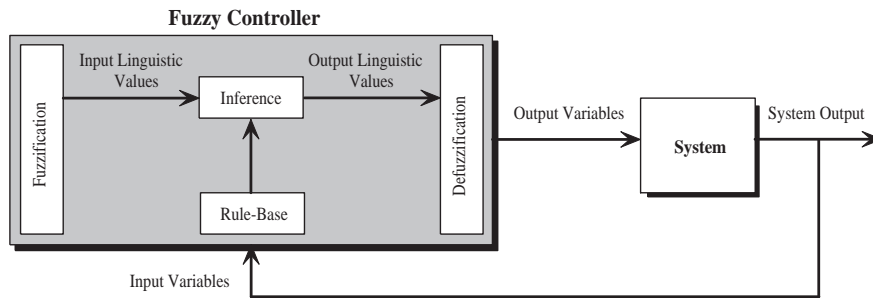 Fuzzy Controller
Input Linguistic
Values
Output Linguistic
Values
Fuzzification
Inference
Defuzzification
Rule-Base
Output Variables
System
System Output
Input Variables